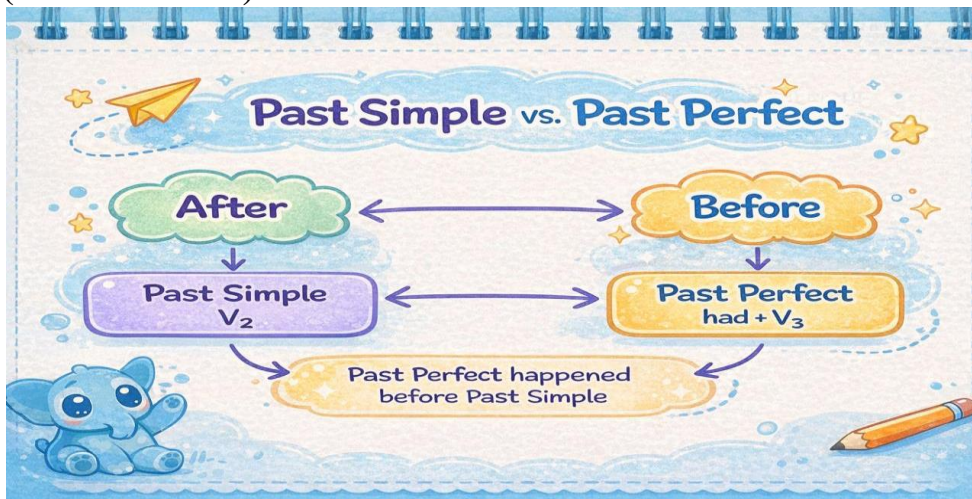 Past Simple vs. Past Perfect
After
Before
Past Simple
V₂
Past Perfect
had + V₃
Past Perfect happened
before Past Simple